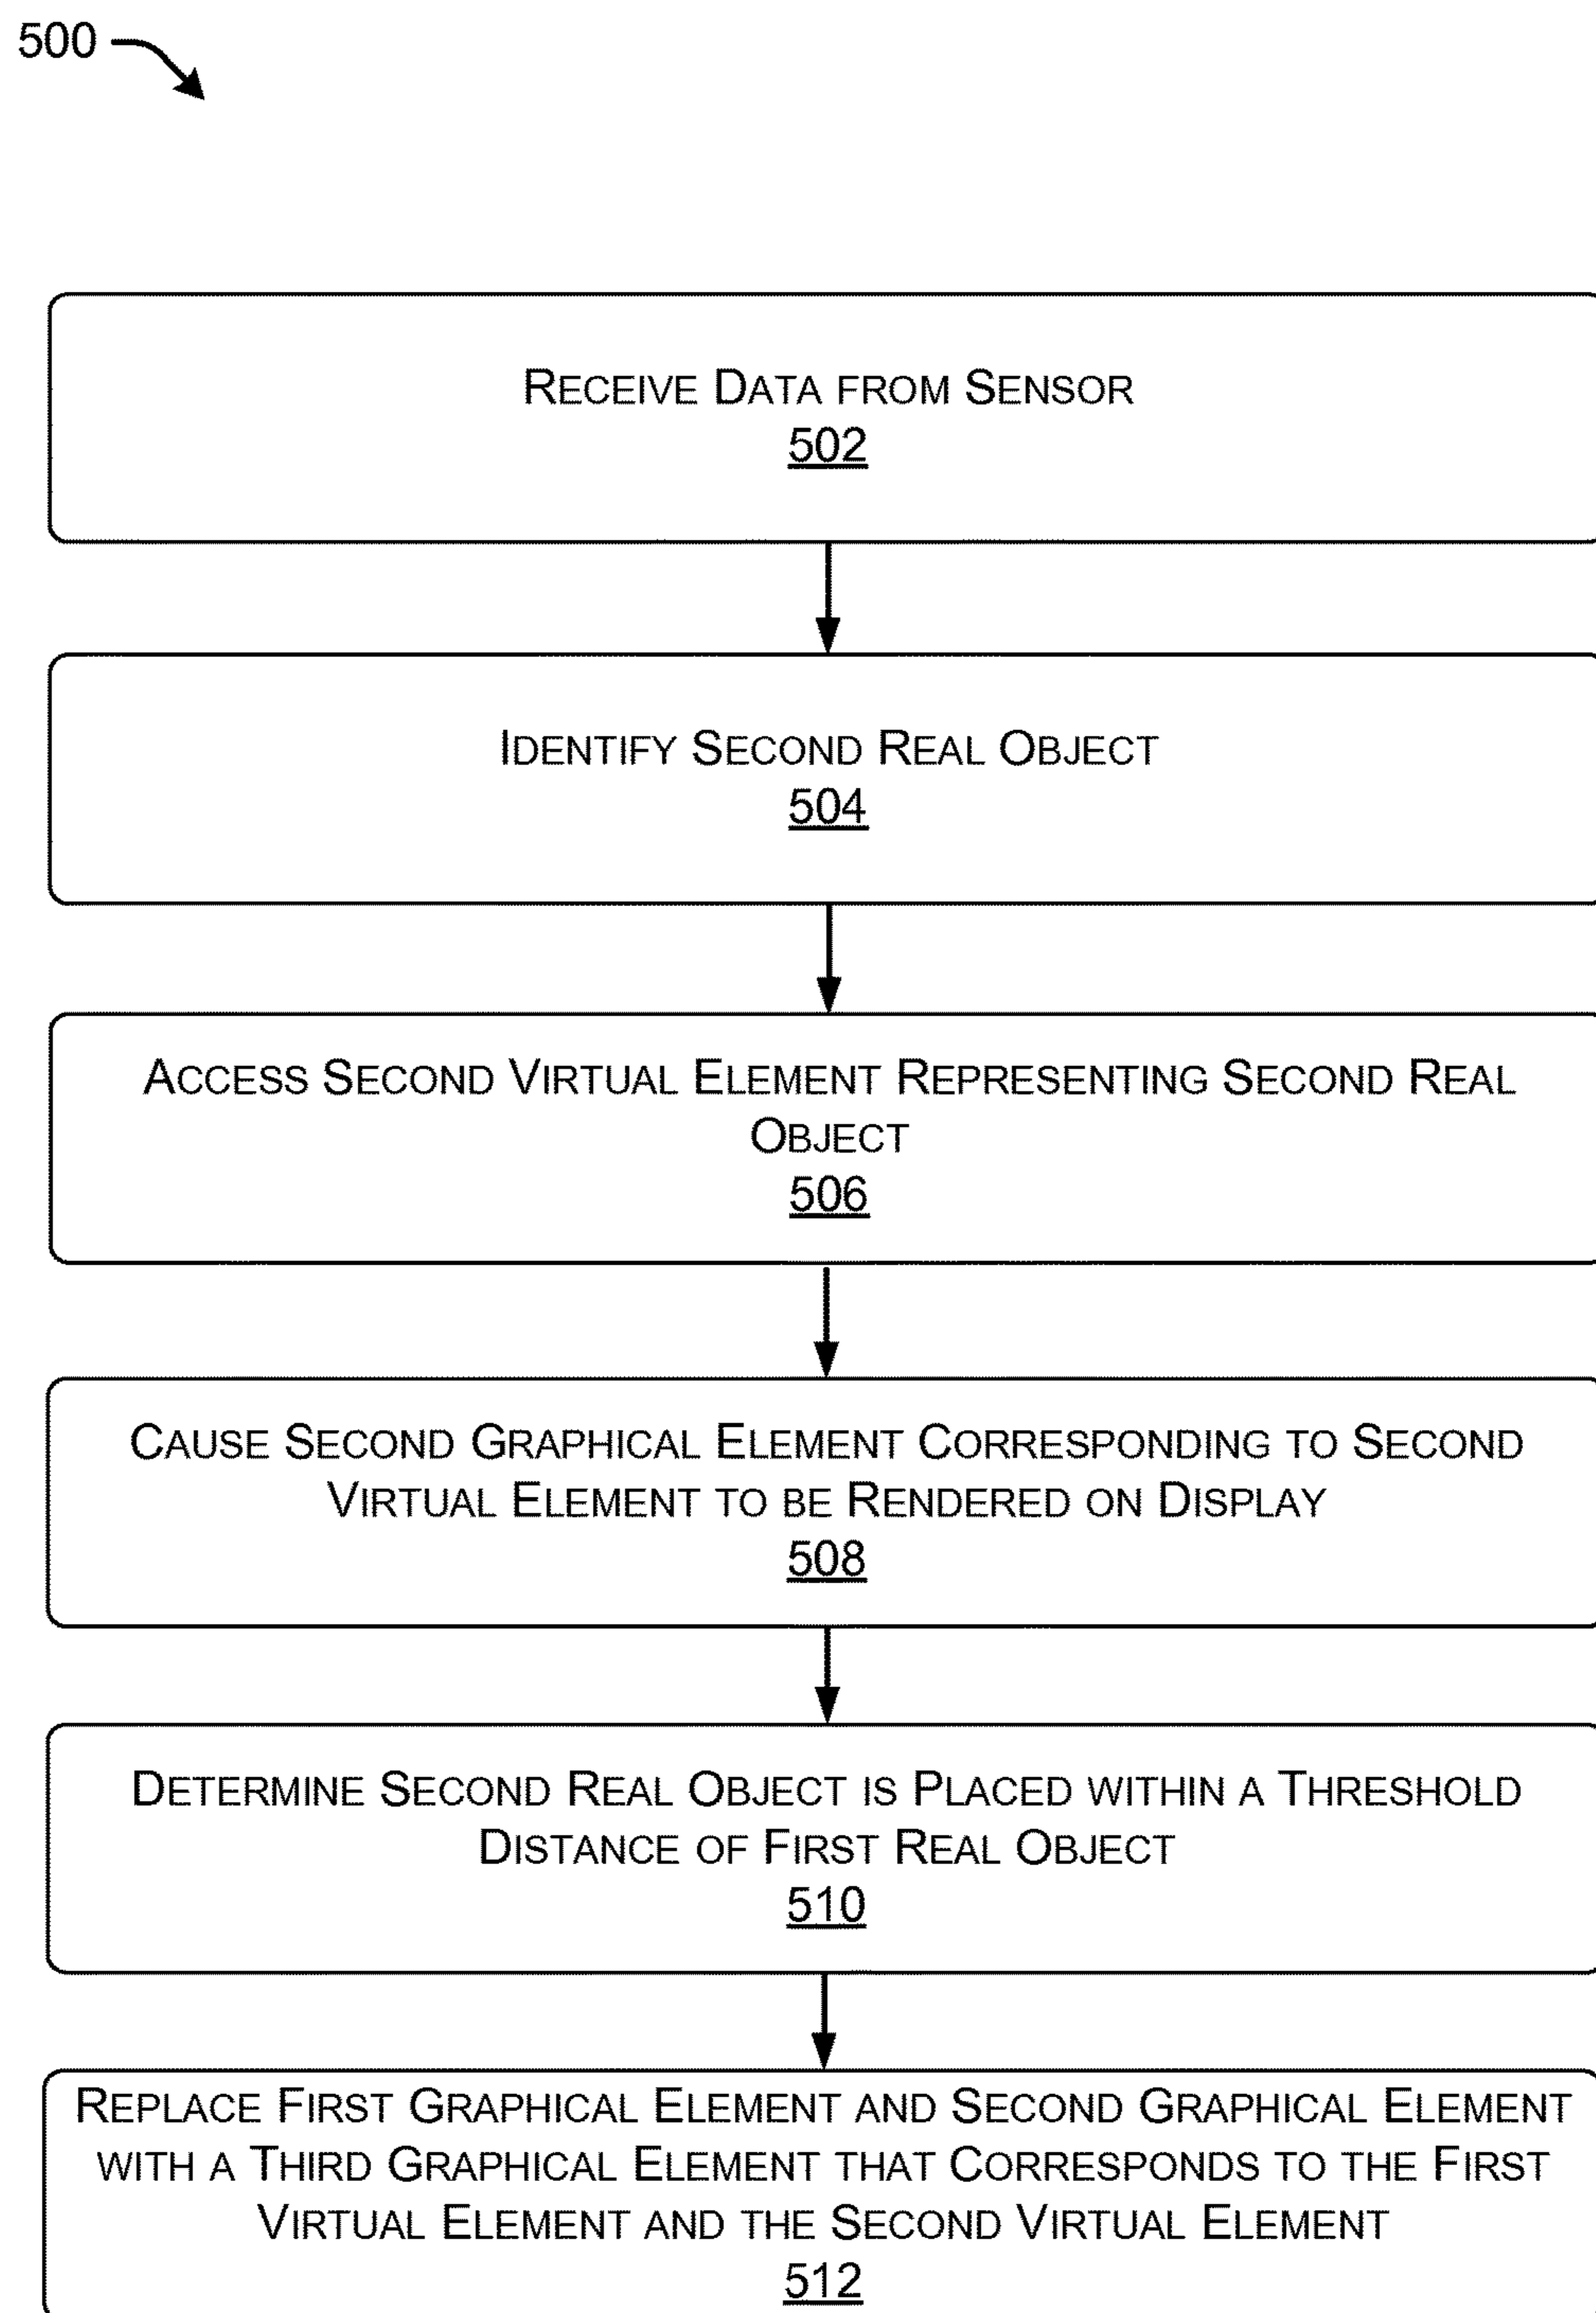 500
RECEIVE DATA FROM SENSOR
502
IDENTIFY SECOND REAL OBJECT
504
ACCESS SECOND VIRTUAL ELEMENT REPRESENTING SECOND REAL
OBJECT
506
CAUSE SECOND GRAPHICAL ELEMENT CORRESPONDING TO SECOND
VIRTUAL ELEMENT TO BE RENDERED ON DISPLAY
508
DETERMINE SECOND REAL OBJECT IS PLACED WITHIN A THRESHOLD
DISTANCE OF FIRST REAL OBJECT
510
REPLACE FIRST GRAPHICAL ELEMENT AND SECOND GRAPHICAL ELEMENT
WITH A THIRD GRAPHICAL ELEMENT THAT CORRESPONDS TO THE FIRST
VIRTUAL ELEMENT AND THE SECOND VIRTUAL ELEMENT
512